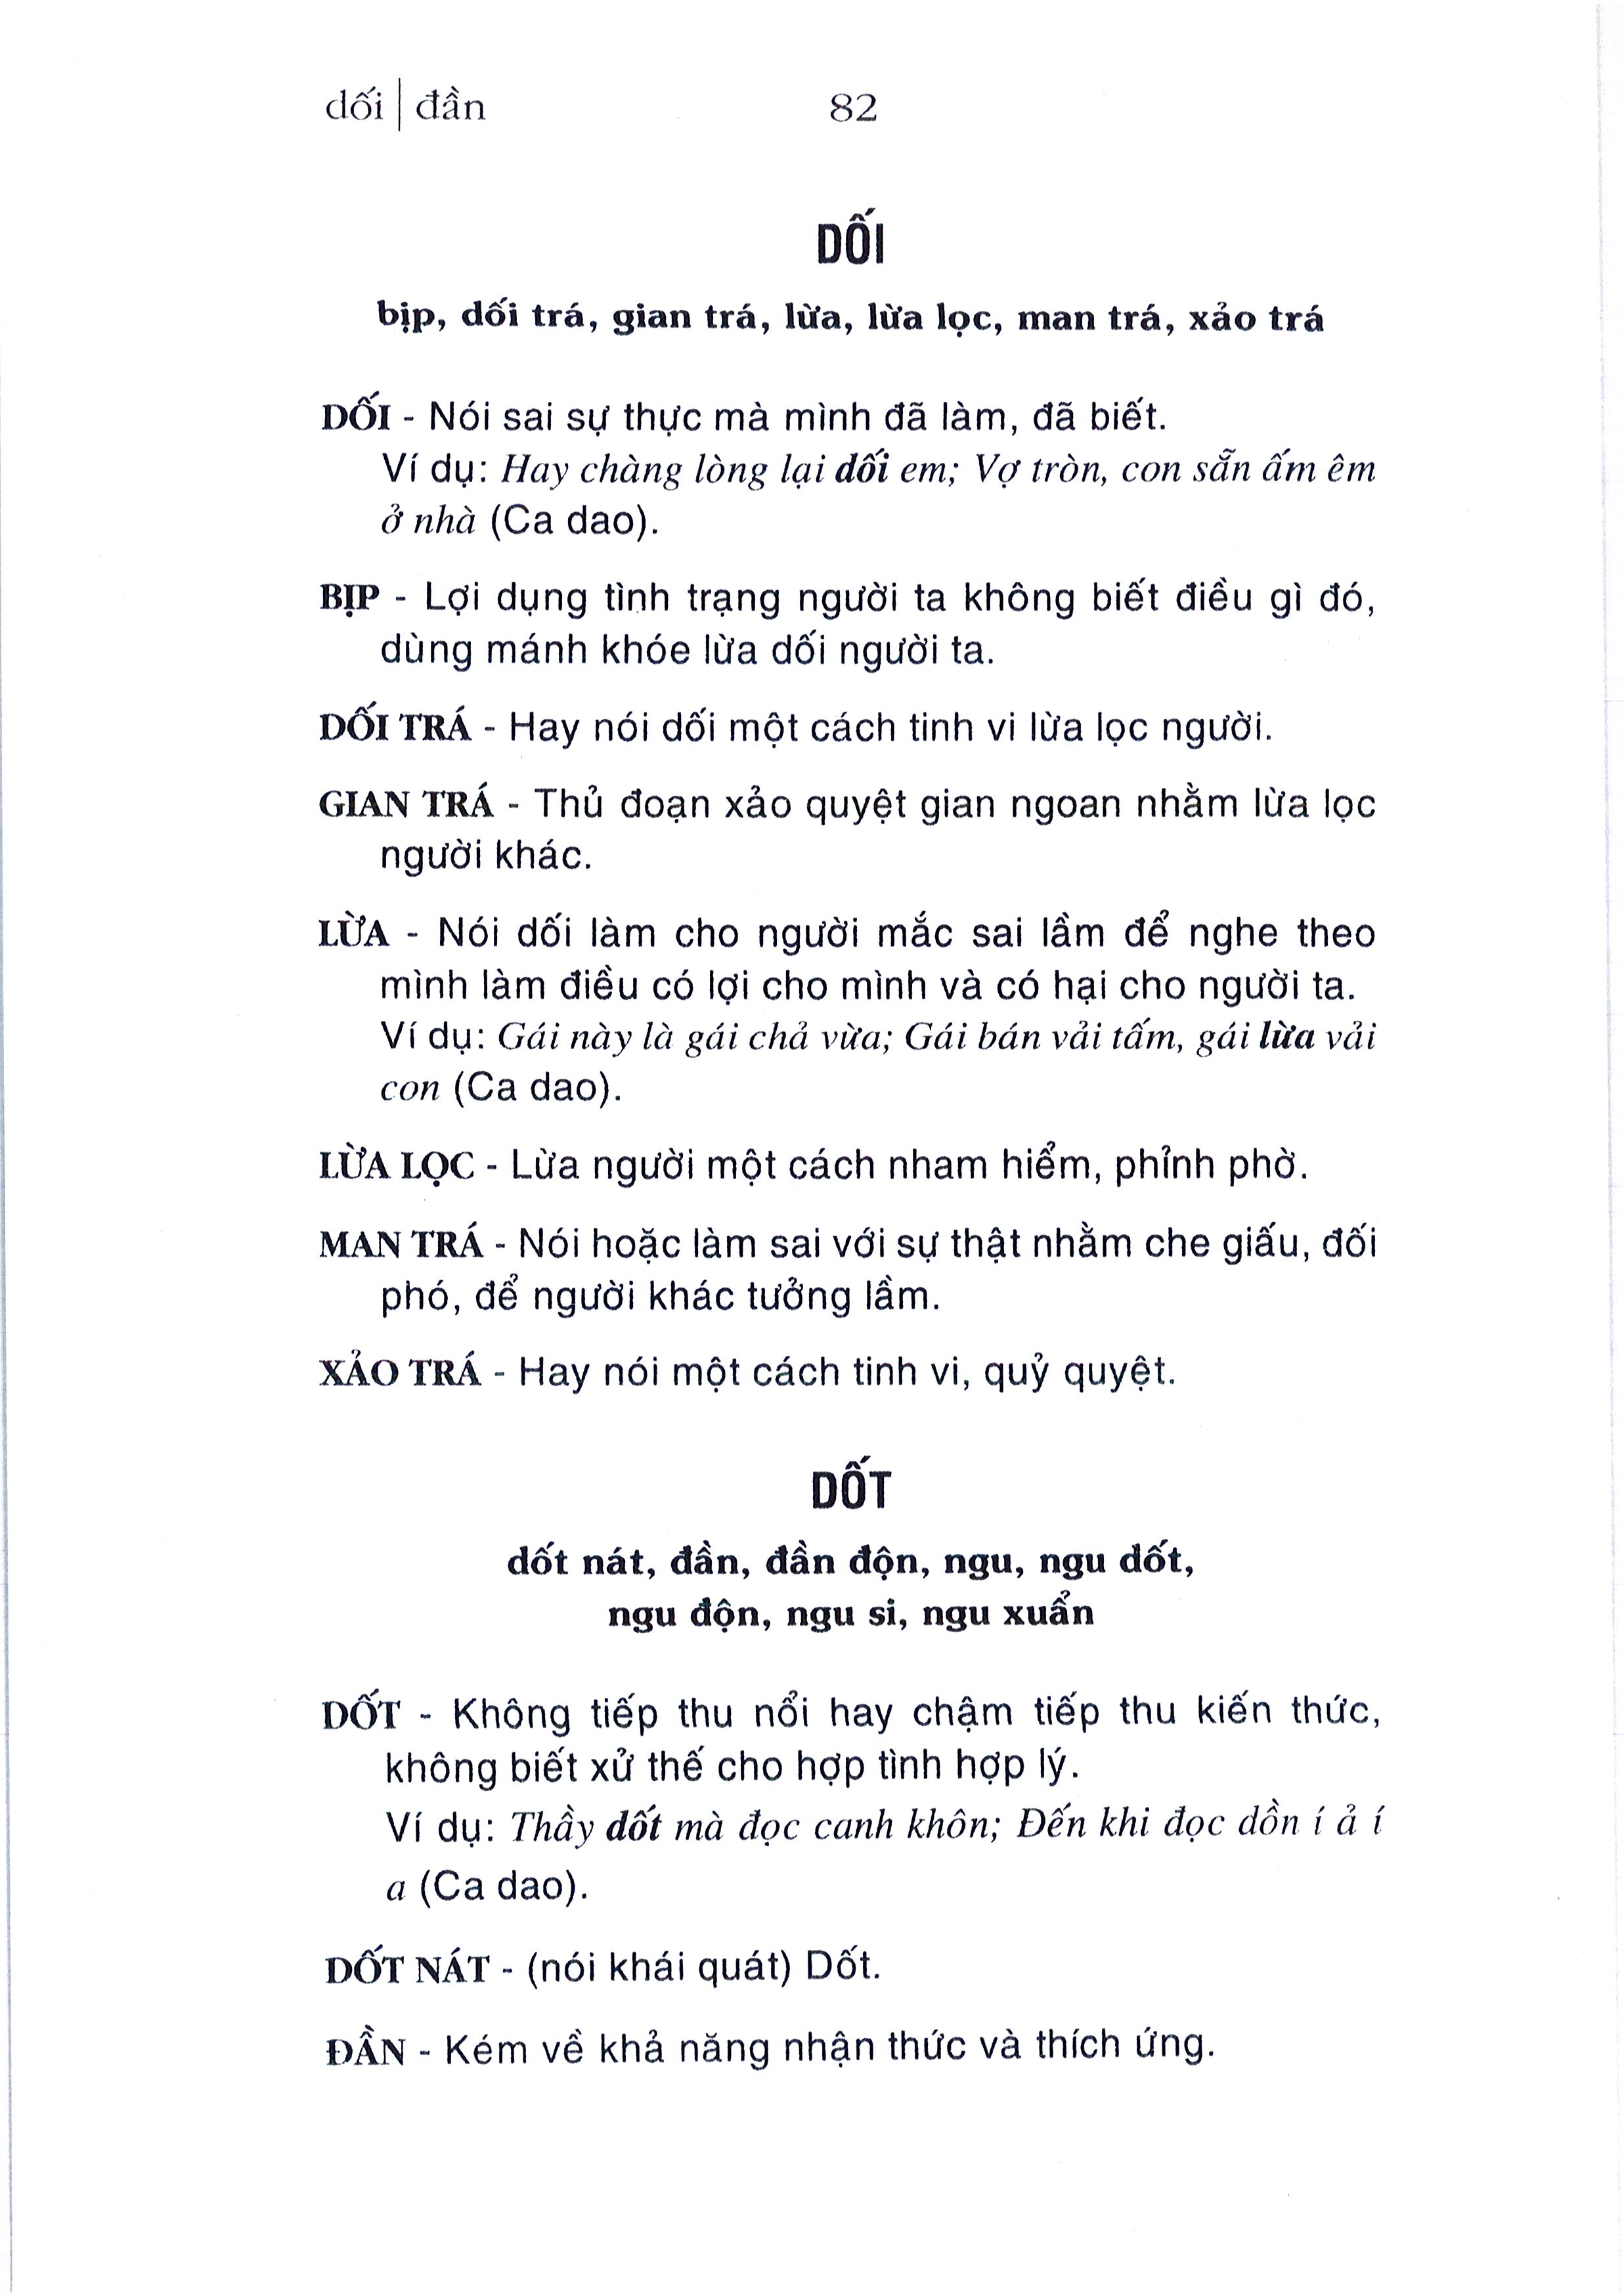 dối | đần
82
DỐI
bịp, dối trá, gian trá, lừa, lừa lọc, man trá, xảo trá
DỐI - Nói sai sự thực mà mình đã làm, đã biết.
Ví dụ: Hay chàng lòng lại dối em; Vợ tròn, con sẵn ấm êm
ở nhà (Ca dao).
BỊP - Lợi dụng tình trạng người ta không biết điều gì đó,
dùng mánh khóe lừa dối người ta.
DỐI TRÁ - Hay nói dối một cách tinh vi lừa lọc người.
GIAN TRÁ - Thủ đoạn xảo quyệt gian ngoan nhằm lừa lọc
người khác.
LỪA - Nói dối làm cho người mắc sai lầm để nghe theo
mình làm điều có lợi cho mình và có hại cho người ta.
Ví dụ: Gái này là gái chả vừa; Gái bán vải tấm, gái lừa vải
con (Ca dao).
LỪA LỌC - Lừa người một cách nham hiểm, phỉnh phờ.
MAN TRÁ - Nói hoặc làm sai với sự thật nhằm che giấu, đối
phó, để người khác tưởng lầm.
XẢO TRÁ - Hay nói một cách tinh vi, quỷ quyệt.
DỐT
dốt nát, đần, đần độn, ngu, ngu dốt,
ngu độn, ngu si, ngu xuẩn
DỐT - Không tiếp thu nổi hay chậm tiếp thu kiến thức,
không biết xử thế cho hợp tình hợp lý.
Ví dụ: Thầy dốt mà đọc canh khôn; Đến khi đọc dồn í ả í
a (Ca dao).
DỐT NÁT - (nói khái quát) Dốt.
ĐẦN - Kém về khả năng nhận thức và thích ứng.